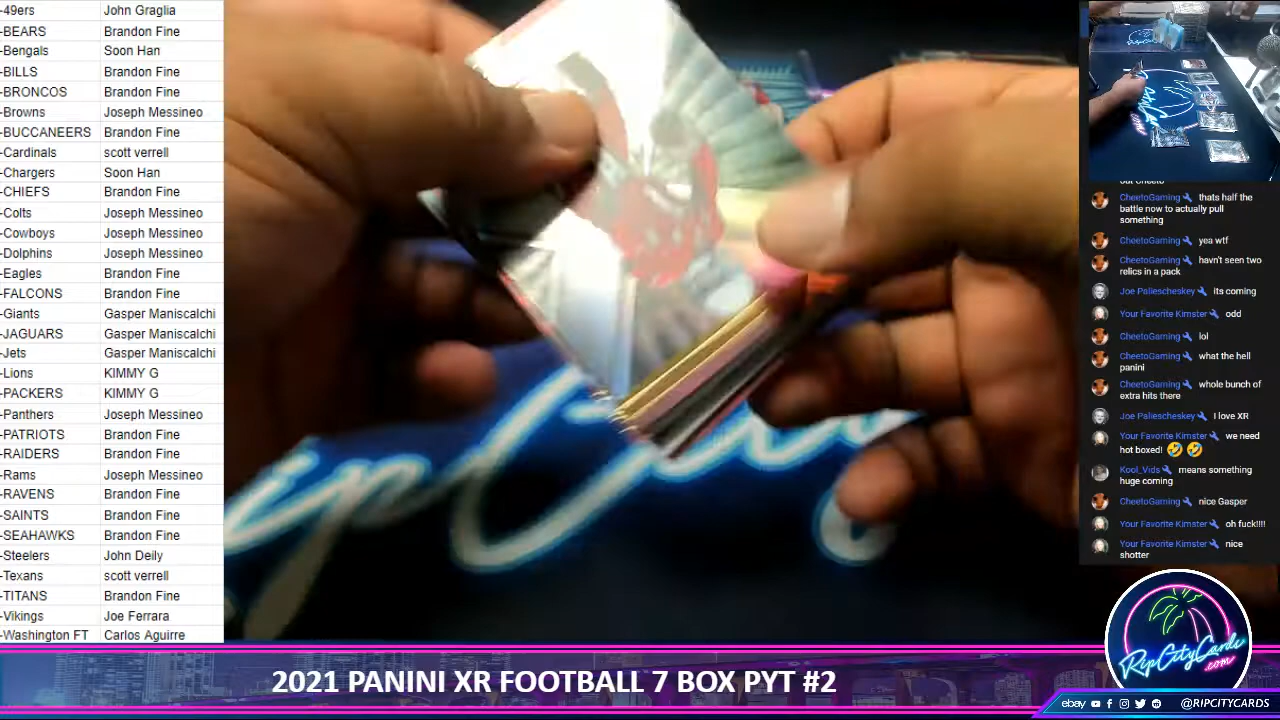 -49ers John Graglia
-BEARS Brandon Fine
-Bengals Soon Han
-BILLS Brandon Fine
-BRONCOS Brandon Fine
-Browns Joseph Messineo
-BUCCANEERS Brandon Fine
-Cardinals scott verrell
-Chargers Soon Han
-CHIEFS Brandon Fine
-Colts Joseph Messineo
-Cowboys Joseph Messineo
-Dolphins Joseph Messineo
-Eagles Brandon Fine
-FALCONS Brandon Fine
-Giants Gasper Maniscalchi
-JAGUARS Gasper Maniscalchi
-Jets Gasper Maniscalchi
-Lions KIMMY G
-PACKERS KIMMY G
-Panthers Joseph Messineo
-PATRIOTS Brandon Fine
-RAIDERS Brandon Fine
-Rams Joseph Messineo
-RAVENS Brandon Fine
-SAINTS Brandon Fine
-SEAHAWKS Brandon Fine
-Steelers John Deily
-Texans scott verrell
-TITANS Brandon Fine
-Vikings Joe Ferrara
-Washington FT Carlos Aguirre
CheetoGaming thats half the
battle now to actually pull
something
CheetoGaming yea wtf
CheetoGaming havn't seen two
relics in a pack
Joe Paliescheskey its coming
Your Favorite Kimster odd
CheetoGaming lol
CheetoGaming what the hell
panini
CheetoGaming whole bunch of
extra hits there
Joe Paliescheskey I love XR
Your Favorite Kimster we need
hot boxed! 🤣 🤣
Kool_Vids means something
huge coming
CheetoGaming nice Gasper
Your Favorite Kimster oh fuck!!!!
Your Favorite Kimster nice
shotter
RipCityCards
.com
2021 PANINI XR FOOTBALL 7 BOX PYT #2
ebay @RIPCITYCARDS